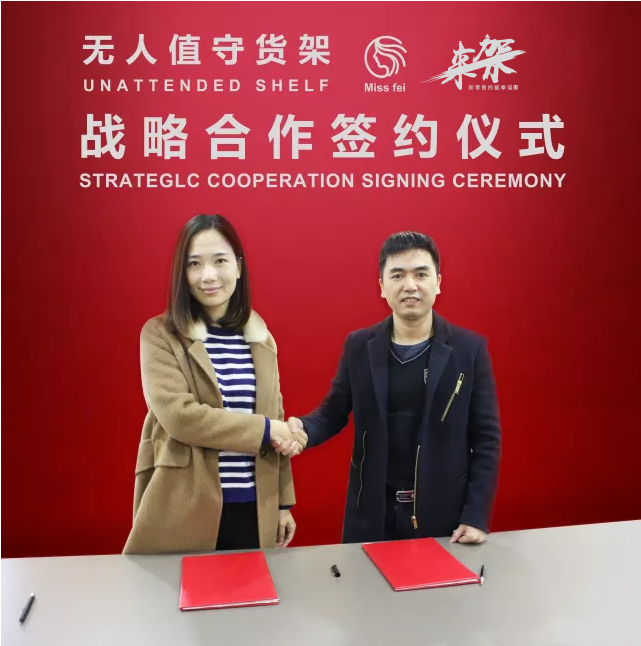 无人值守货架
UNATTENDED SHELF
Miss fei
来架
战略合作签约仪式
STRATEGLC COOPERATION SIGNING CEREMONY